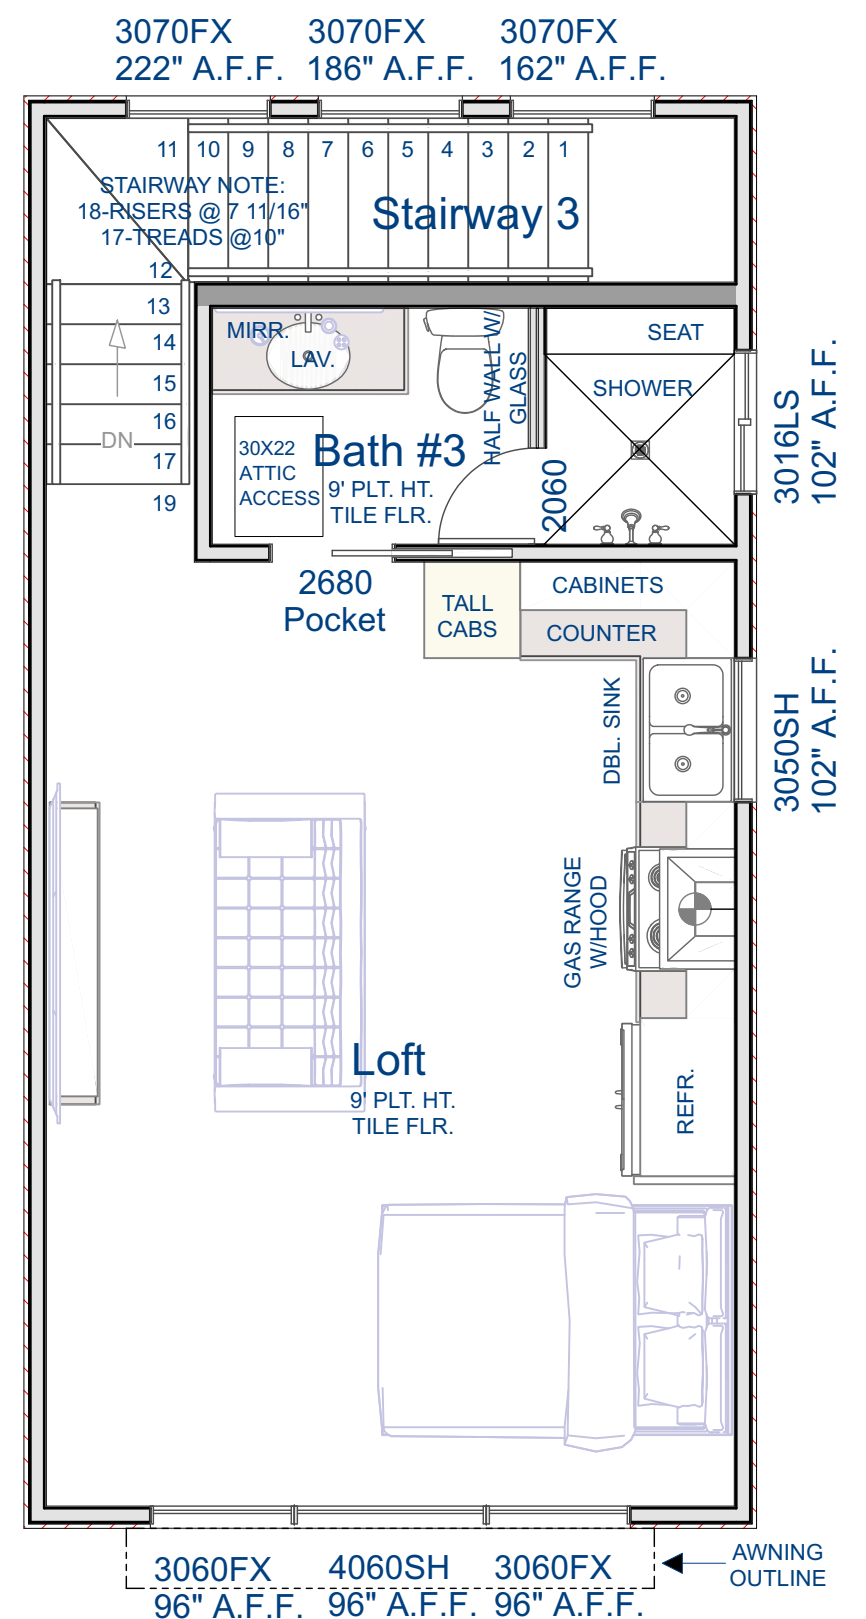 3070FX 3070FX 3070FX
222" A.F.F. 186" A.F.F. 162" A.F.F.
11 10 9 8 7 6 5 4 3 2 1
STAIRWAY NOTE:
18-RISERS @ 7 11/16"
17-TREADS @10"
Stairway 3
12
13
14
15
16
17
19
DN
MIRR.
LAV.
HALF WALL W/
GLASS
SEAT
SHOWER
3016LS
102" A.F.F.
30X22
ATTIC
ACCESS
Bath #3
9' PLT. HT.
TILE FLR.
2060
2680
Pocket
TALL
CABS
CABINETS
COUNTER
DBL. SINK
3050SH
102" A.F.F.
GAS RANGE
W/HOOD
Loft
9' PLT. HT.
TILE FLR.
REFR.
3060FX 4060SH 3060FX
96" A.F.F. 96" A.F.F. 96" A.F.F.
AWNING
OUTLINE